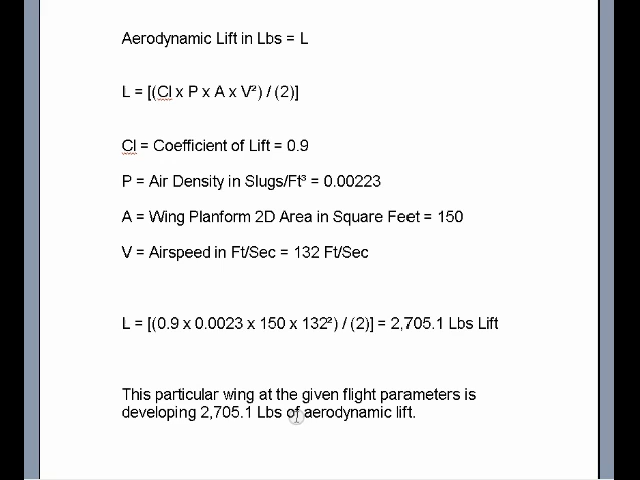 Aerodynamic Lift in Lbs = L
L = [(Cl x P x A x V²) / (2)]
Cl = Coefficient of Lift = 0.9
P = Air Density in Slugs/Ft³ = 0.00223
A = Wing Planform 2D Area in Square Feet = 150
V = Airspeed in Ft/Sec = 132 Ft/Sec
L = [(0.9 x 0.0023 x 150 x 132²) / (2)] = 2,705.1 Lbs Lift
This particular wing at the given flight parameters is
developing 2,705.1 Lbs of aerodynamic lift.